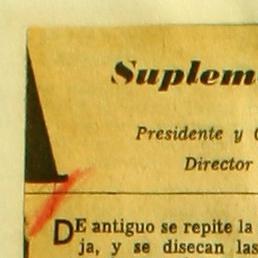 Suplem
Presidente y
Director
DE antiguo se repite la
ja, y se disecan las